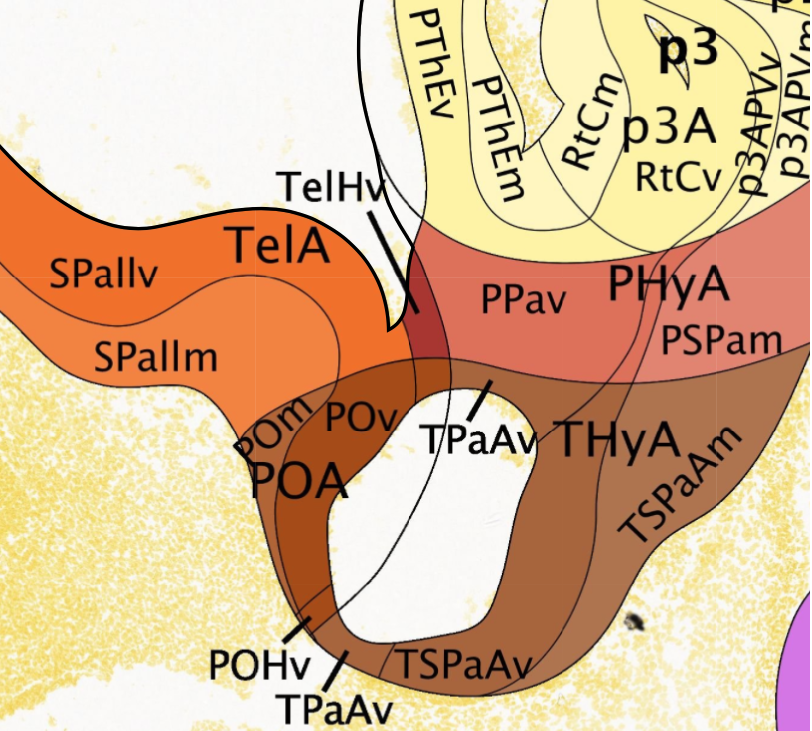 PThEv
PThEm
RtCm
p3
p3A
RtCv
p3APVv
p3APVm
TelHv
TelA
SPallv
SPallm
PPav
PHyA
PSPam
POm
POv
POA
TPaAv
THyA
TSPaAm
POHv
TPaAv
TSPaAv